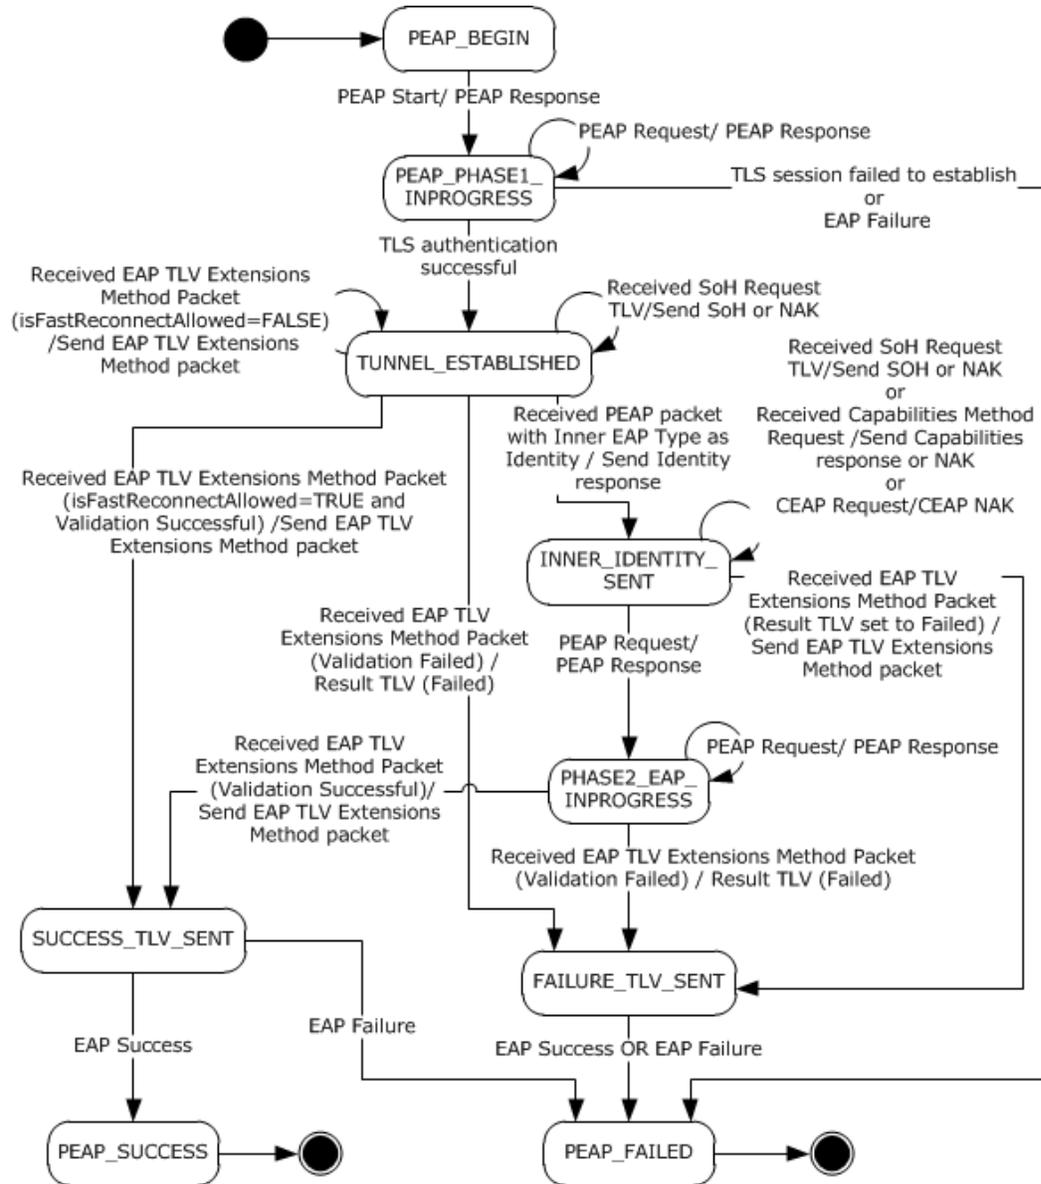 PEAP_BEGIN
PEAP Start/ PEAP Response
PEAP Request/ PEAP Response
PEAP_PHASE1_
INPROGRESS
TLS session failed to establish
or
EAP Failure
TLS authentication
successful
Received EAP TLV Extensions
Method Packet
(isFastReconnectAllowed=FALSE)
/Send EAP TLV Extensions
Method packet
Received SoH Request
TLV/Send SoH or NAK
TUNNEL_ESTABLISHED
Received SoH Request
TLV/Send SOH or NAK
or
Received Capabilities Method
Request /Send Capabilities
response or NAK
or
CEAP Request/CEAP NAK
Received PEAP packet
with Inner EAP Type as
Identity / Send Identity
response
Received EAP TLV Extensions Method Packet
(isFastReconnectAllowed=TRUE and
Validation Successful) /Send EAP TLV
Extensions Method packet
INNER_IDENTITY_
SENT
Received EAP TLV
Extensions Method Packet
(Result TLV set to Failed) /
Send EAP TLV Extensions
Method packet
Received EAP TLV
Extensions Method Packet
(Validation Failed) /
Result TLV (Failed)
PEAP Request/
PEAP Response
PEAP Request/ PEAP Response
Received EAP TLV
Extensions Method Packet
(Validation Successful)/
Send EAP TLV Extensions
Method packet
PHASE2_EAP_
INPROGRESS
Received EAP TLV Extensions Method Packet
(Validation Failed) / Result TLV (Failed)
SUCCESS_TLV_SENT
FAILURE_TLV_SENT
EAP Failure
EAP Success
EAP Success OR EAP Failure
PEAP_SUCCESS
PEAP_FAILED